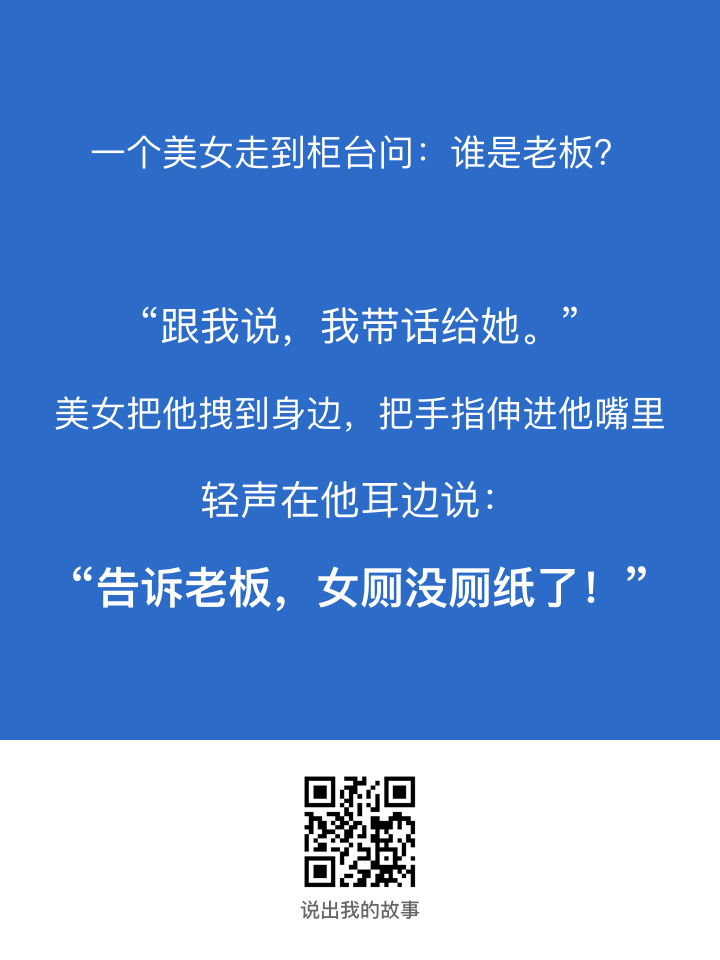 一个美女走到柜台问：谁是老板？
“跟我说，我带话给她。”
美女把他拽到身边，把手指伸进他嘴里
轻声在他耳边说：
“告诉老板，女厕没厕纸了！”
说出我的故事